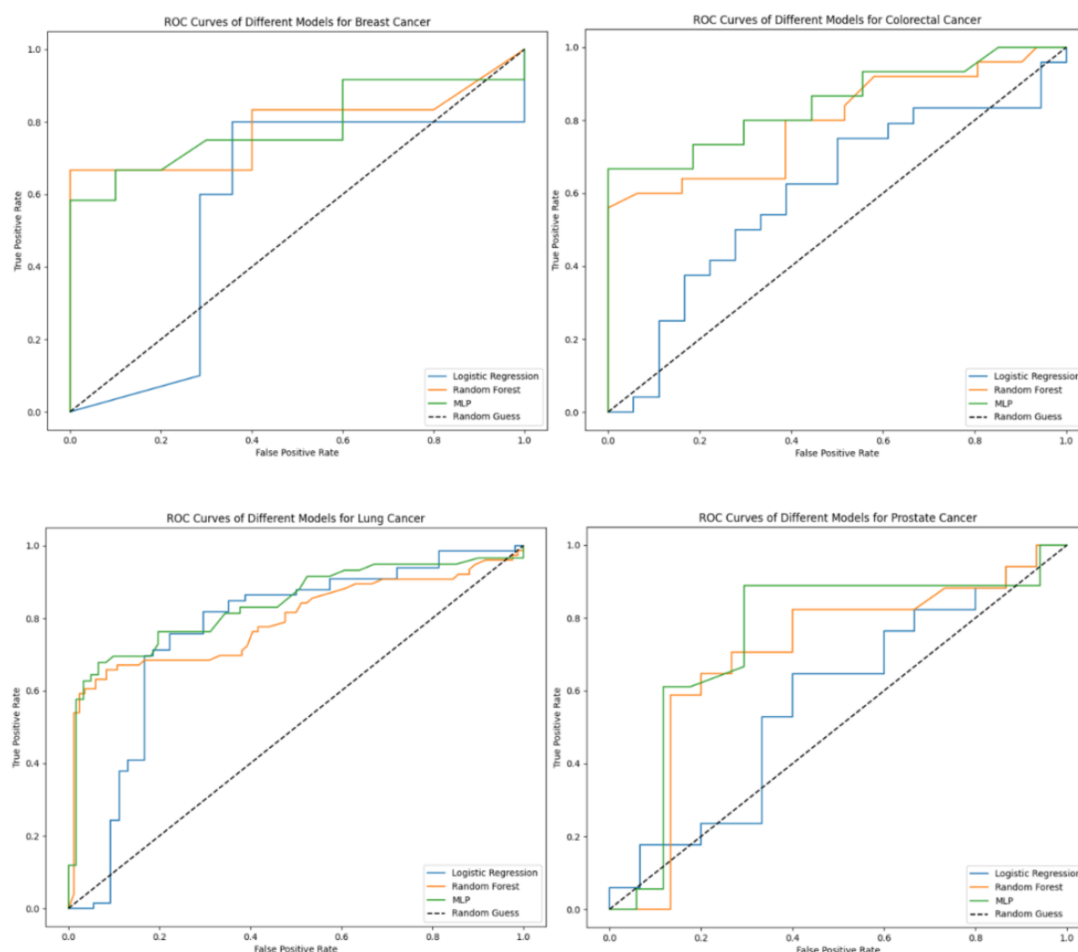 ROC Curves of Different Models for Breast Cancer
True Positive Rate
1.0
0.8
0.6
0.4
0.2
0.0
0.0 0.2 0.4 0.6 0.8 1.0
False Positive Rate
Logistic Regression
Random Forest
MLP
Random Guess
ROC Curves of Different Models for Colorectal Cancer
True Positive Rate
1.0
0.8
0.6
0.4
0.2
0.0
0.0 0.2 0.4 0.6 0.8 1.0
False Positive Rate
Logistic Regression
Random Forest
MLP
Random Guess
ROC Curves of Different Models for Lung Cancer
True Positive Rate
1.0
0.8
0.6
0.4
0.2
0.0
0.0 0.2 0.4 0.6 0.8 1.0
False Positive Rate
Logistic Regression
Random Forest
MLP
Random Guess
ROC Curves of Different Models for Prostate Cancer
True Positive Rate
1.0
0.8
0.6
0.4
0.2
0.0
0.0 0.2 0.4 0.6 0.8 1.0
False Positive Rate
Logistic Regression
Random Forest
MLP
Random Guess